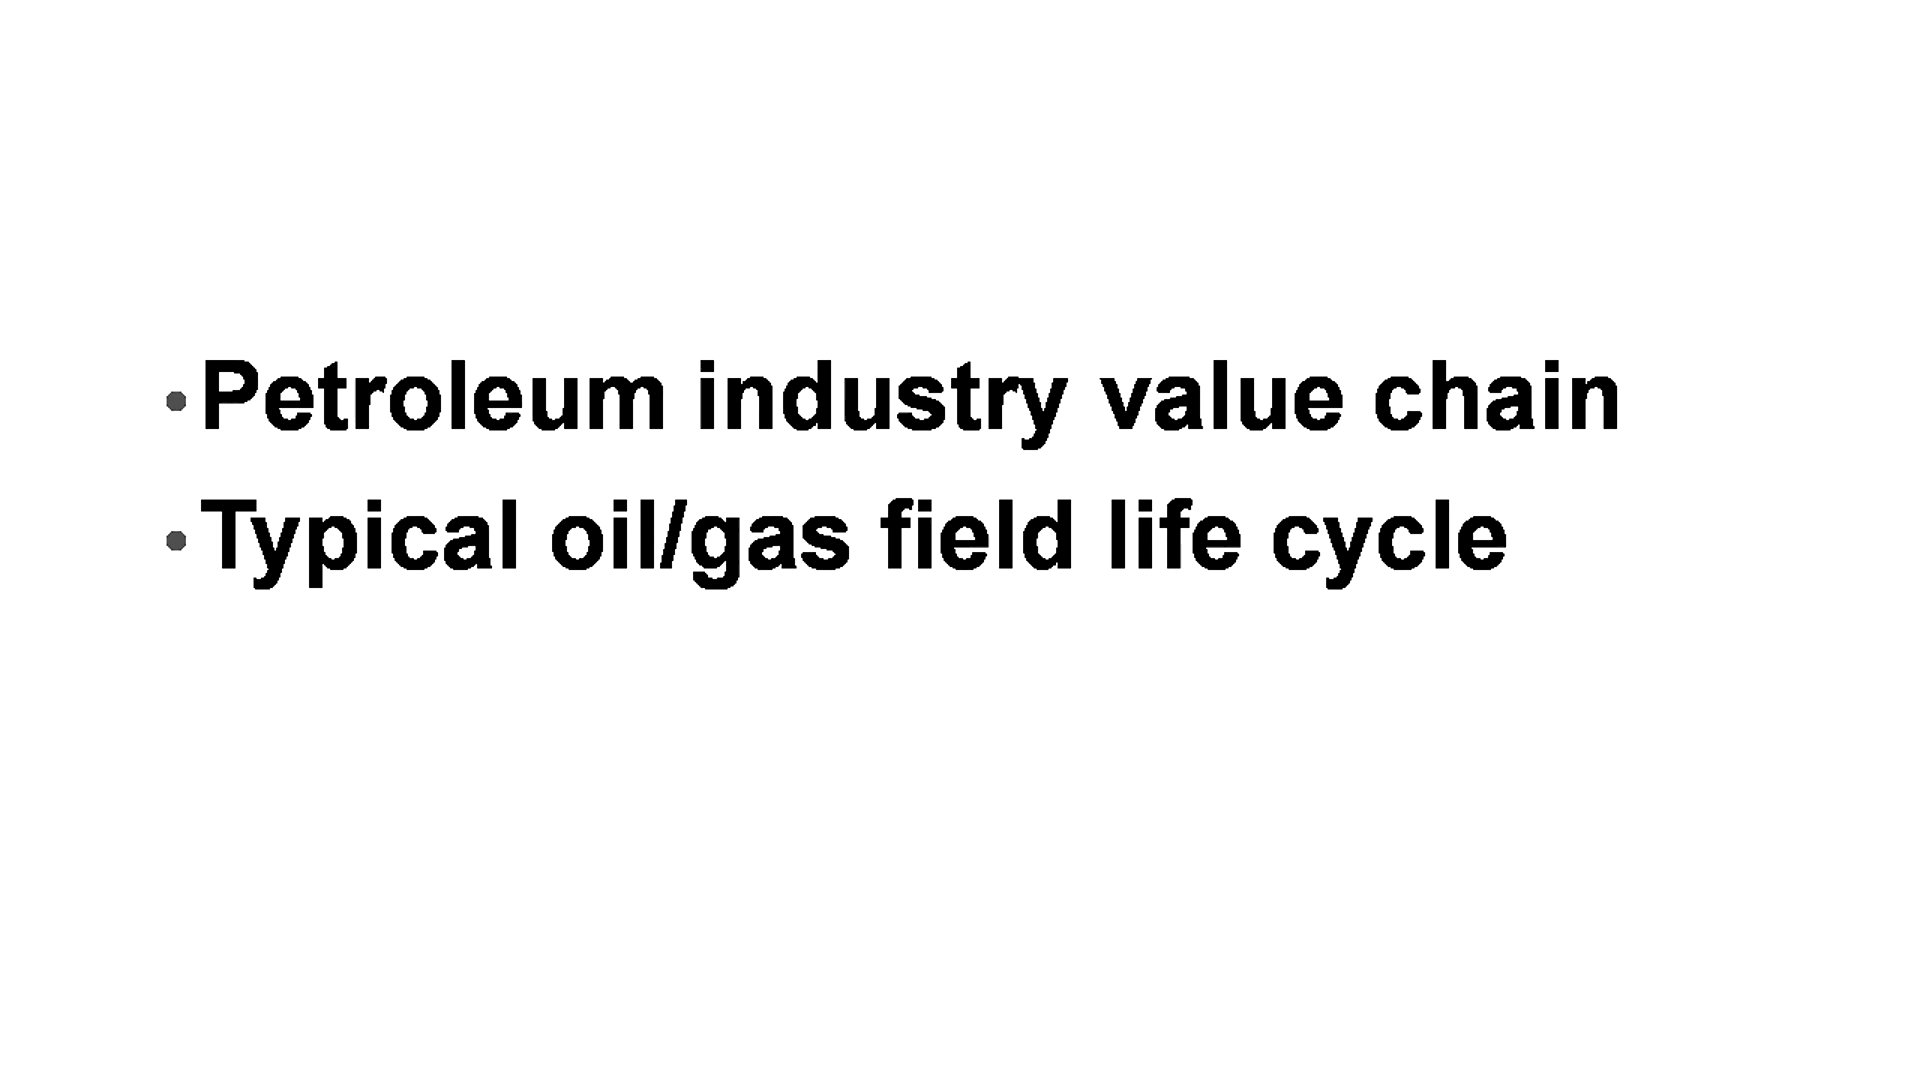 • Petroleum industry value chain
• Typical oil/gas field life cycle